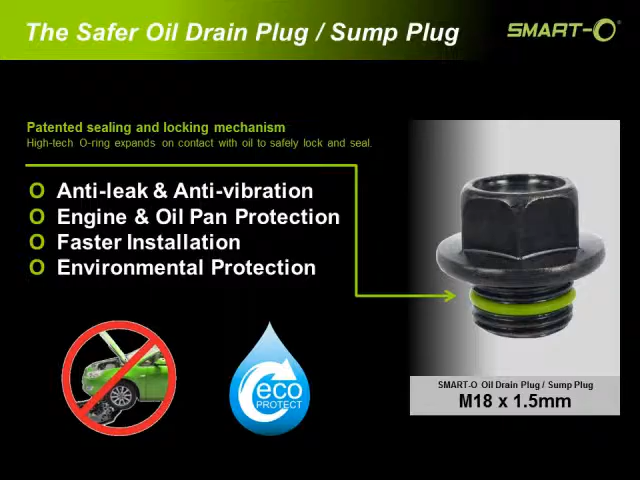 The Safer Oil Drain Plug / Sump Plug
SMART-O®
Patented sealing and locking mechanism
High-tech O-ring expands on contact with oil to safely lock and seal.
O Anti-leak & Anti-vibration
O Engine & Oil Pan Protection
O Faster Installation
O Environmental Protection
eco
PROTECT
SMART-O Oil Drain Plug / Sump Plug
M18 x 1.5mm